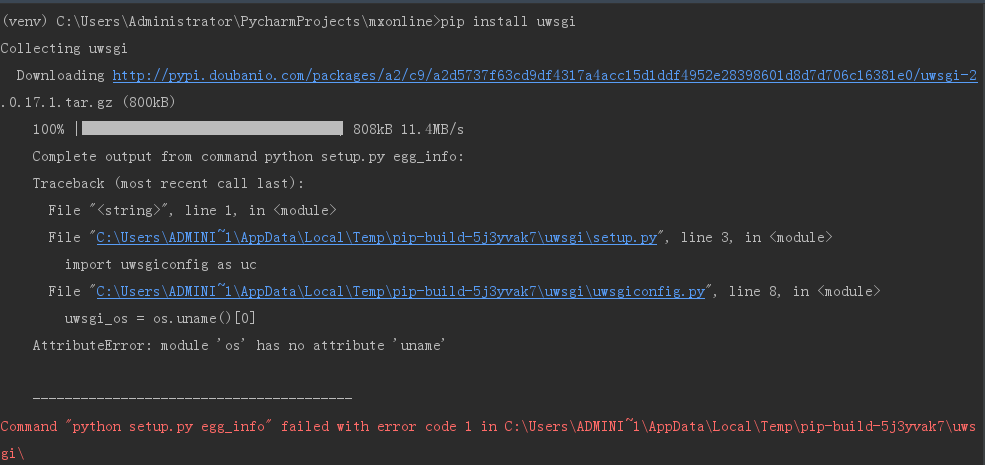 (venv) C:\Users\Administrator\PycharmProjects\mxonline>pip install uwsgi
Collecting uwsgi
  Downloading http://pypi.doubanio.com/packages/a2/c9/a2d5737f63cd9df4317a4acc15d1ddf4952e28398601d8d7d706c16381e0/uwsgi-2
.0.17.1.tar.gz (800kB)
    100% |████████████████████████████████| 808kB 11.4MB/s
    Complete output from command python setup.py egg_info:
    Traceback (most recent call last):
      File "<string>", line 1, in <module>
      File "C:\Users\ADMINI~1\AppData\Local\Temp\pip-build-5j3yvak7\uwsgi\setup.py", line 3, in <module>
        import uwsgiconfig as uc
      File "C:\Users\ADMINI~1\AppData\Local\Temp\pip-build-5j3yvak7\uwsgi\uwsgiconfig.py", line 8, in <module>
        uwsgi_os = os.uname()[0]
    AttributeError: module 'os' has no attribute 'uname'
    ----------------------------------------
Command "python setup.py egg_info" failed with error code 1 in C:\Users\ADMINI~1\AppData\Local\Temp\pip-build-5j3yvak7\uws
gi\